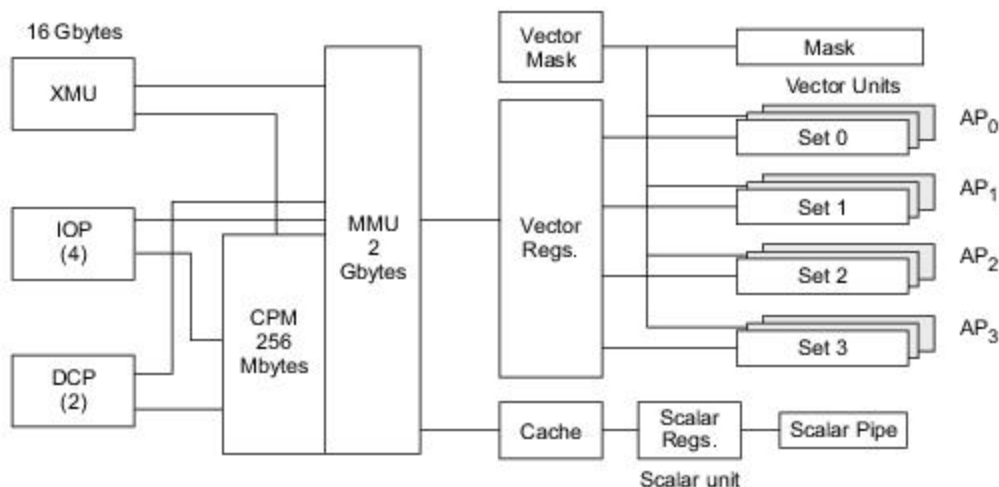 16 Gbytes
XMU
IOP
(4)
DCP
(2)
CPM
256
Mbytes
MMU
2
Gbytes
Vector
Mask
Vector
Regs.
Mask
Vector Units
Set 0
AP0
Set 1
AP1
Set 2
AP2
Set 3
AP3
Cache
Scalar
Regs.
Scalar Pipe
Scalar unit